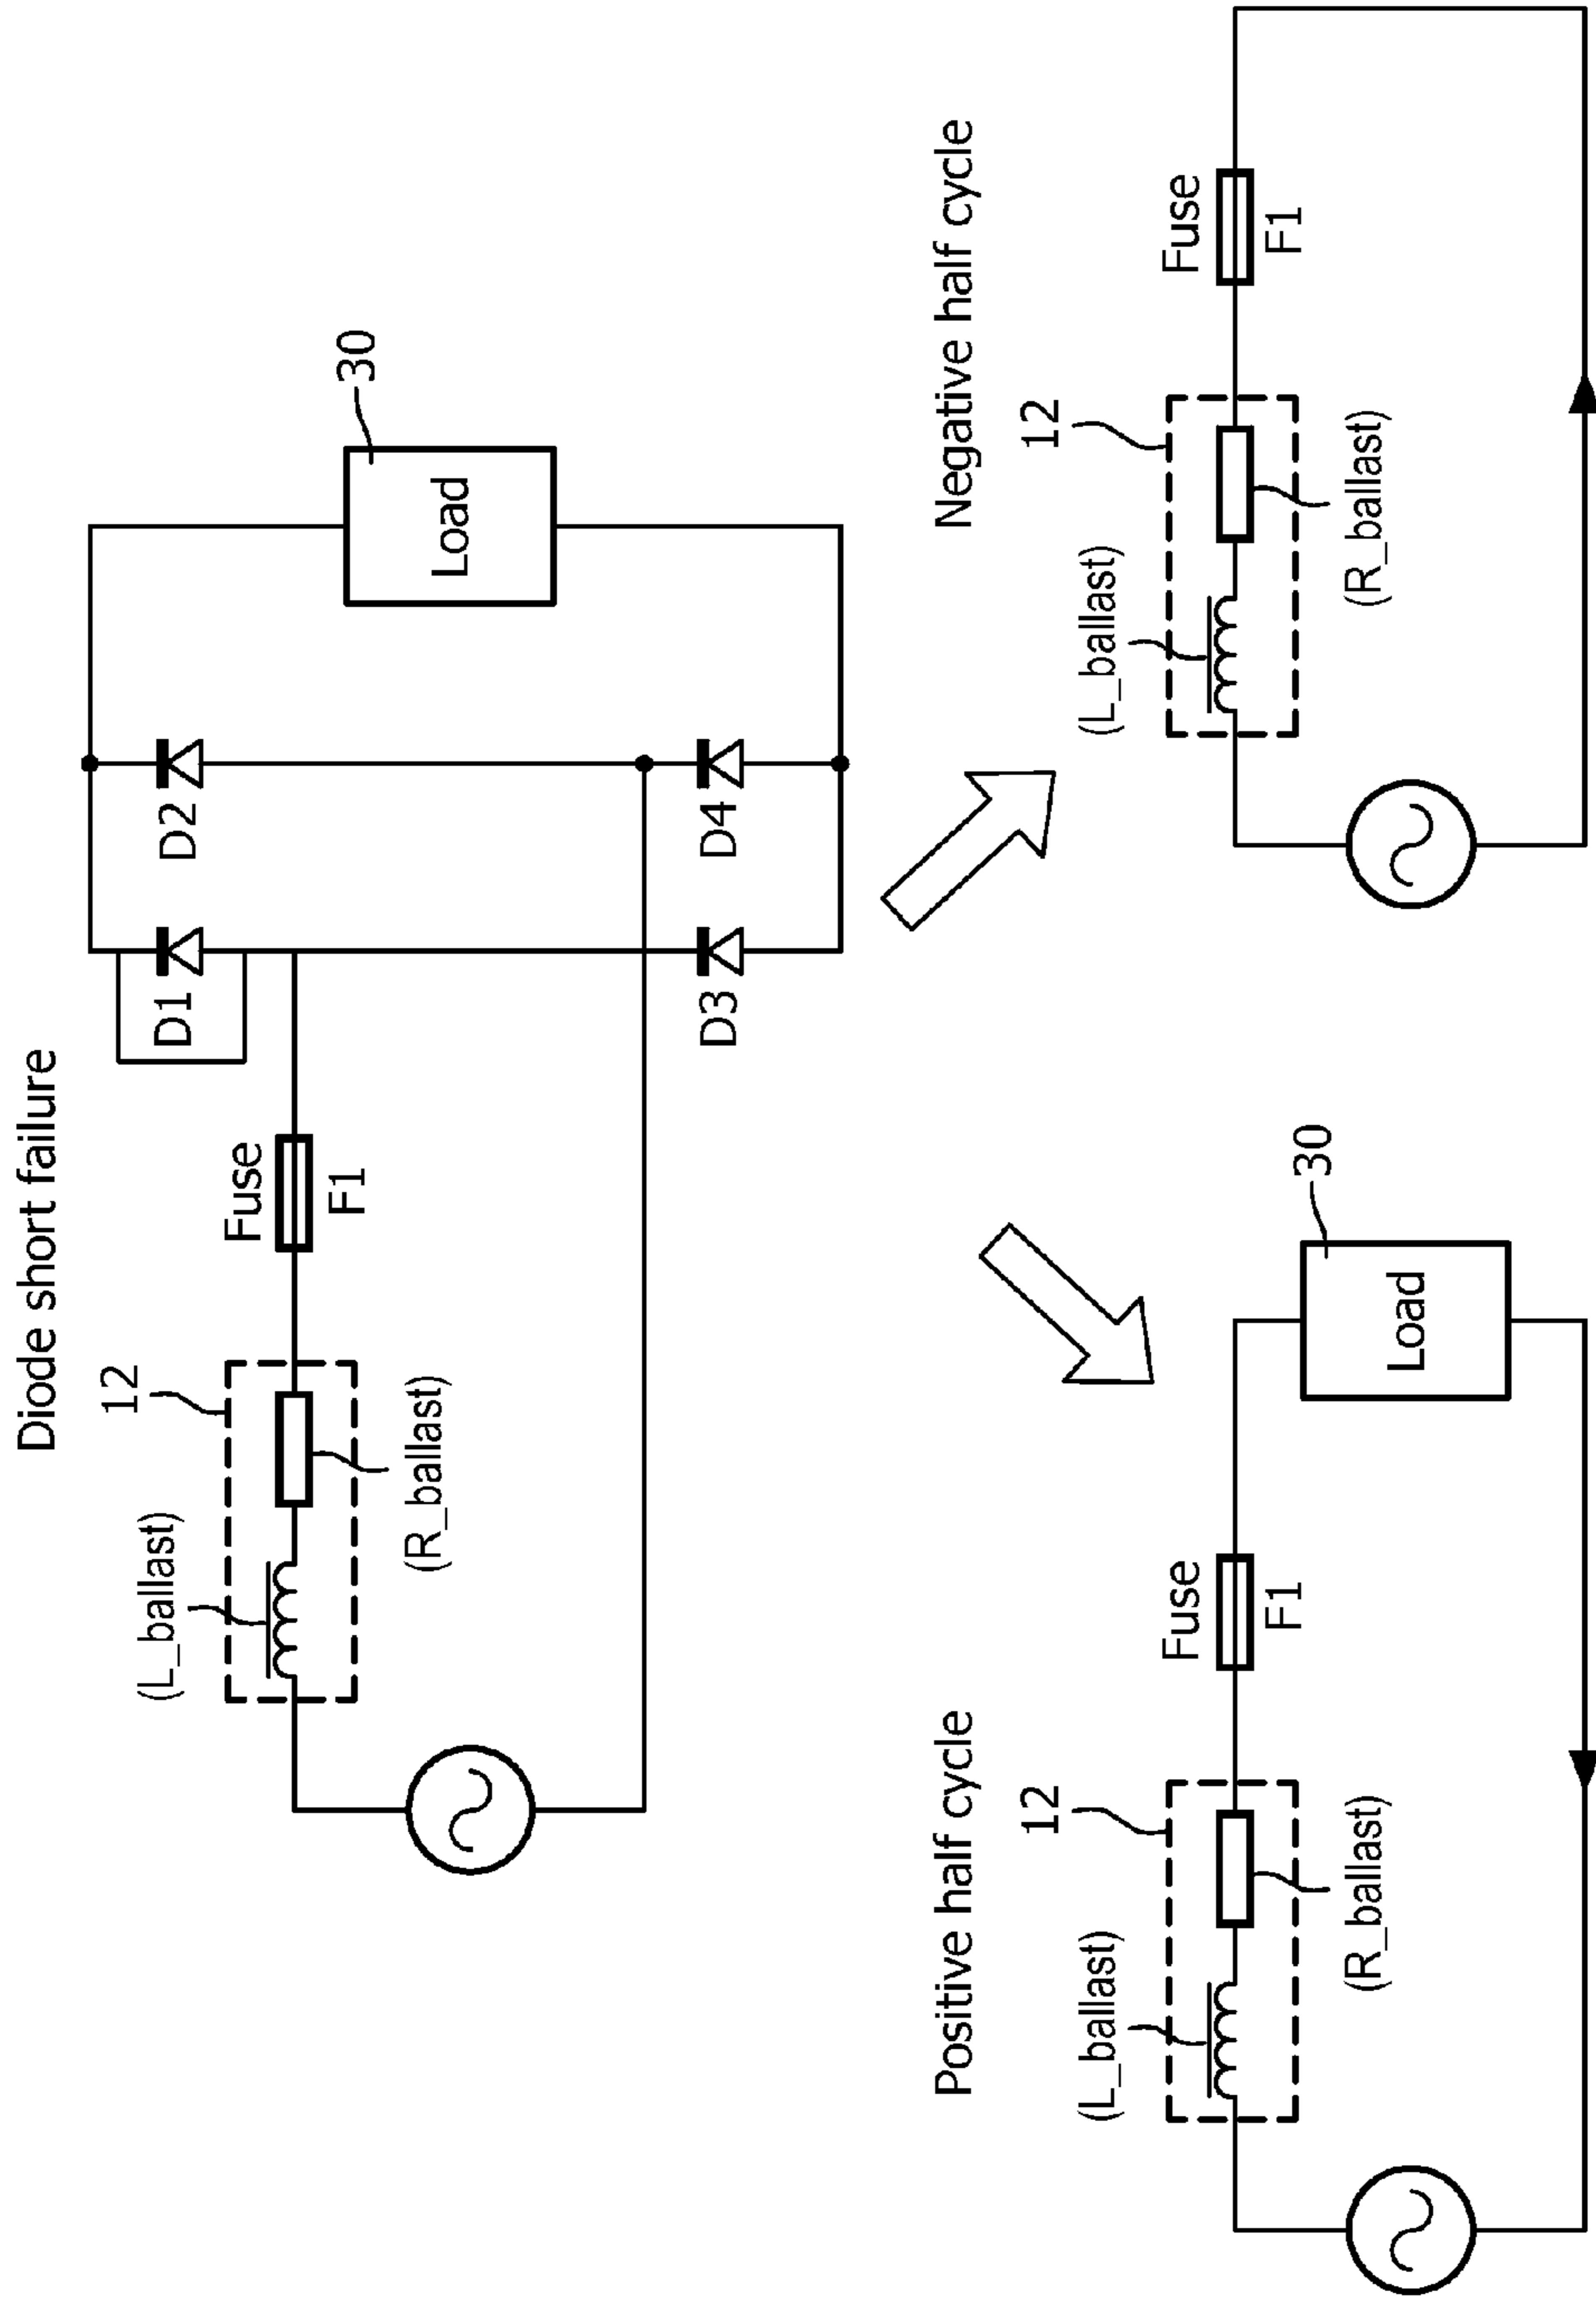 Diode short failure
12
(L_ballast)
(R_ballast)
Fuse
F1
D1
D2
D3
D4
Load
30
Positive half cycle
12
(L_ballast)
(R_ballast)
Fuse
F1
Load
30
Negative half cycle
12
(L_ballast)
(R_ballast)
Fuse
F1